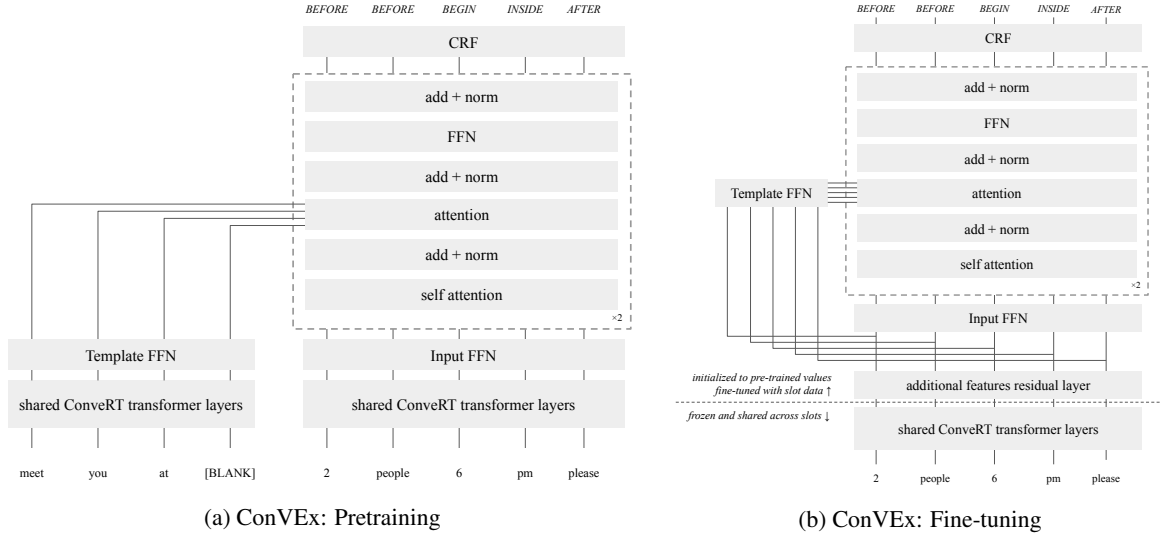 BEFORE BEFORE BEGIN INSIDE AFTER
CRF
add + norm
FFN
add + norm
attention
add + norm
self attention
×2
Template FFN
Input FFN
shared ConveRT transformer layers
shared ConveRT transformer layers
meet you at [BLANK]
2 people 6 pm please
(a) ConVEx: Pretraining
BEFORE BEFORE BEGIN INSIDE AFTER
CRF
add + norm
FFN
add + norm
Template FFN
attention
add + norm
self attention
×2
Input FFN
initialized to pre-trained values
fine-tuned with slot data ↑
additional features residual layer
frozen and shared across slots ↓
shared ConveRT transformer layers
2 people 6 pm please
(b) ConVEx: Fine-tuning